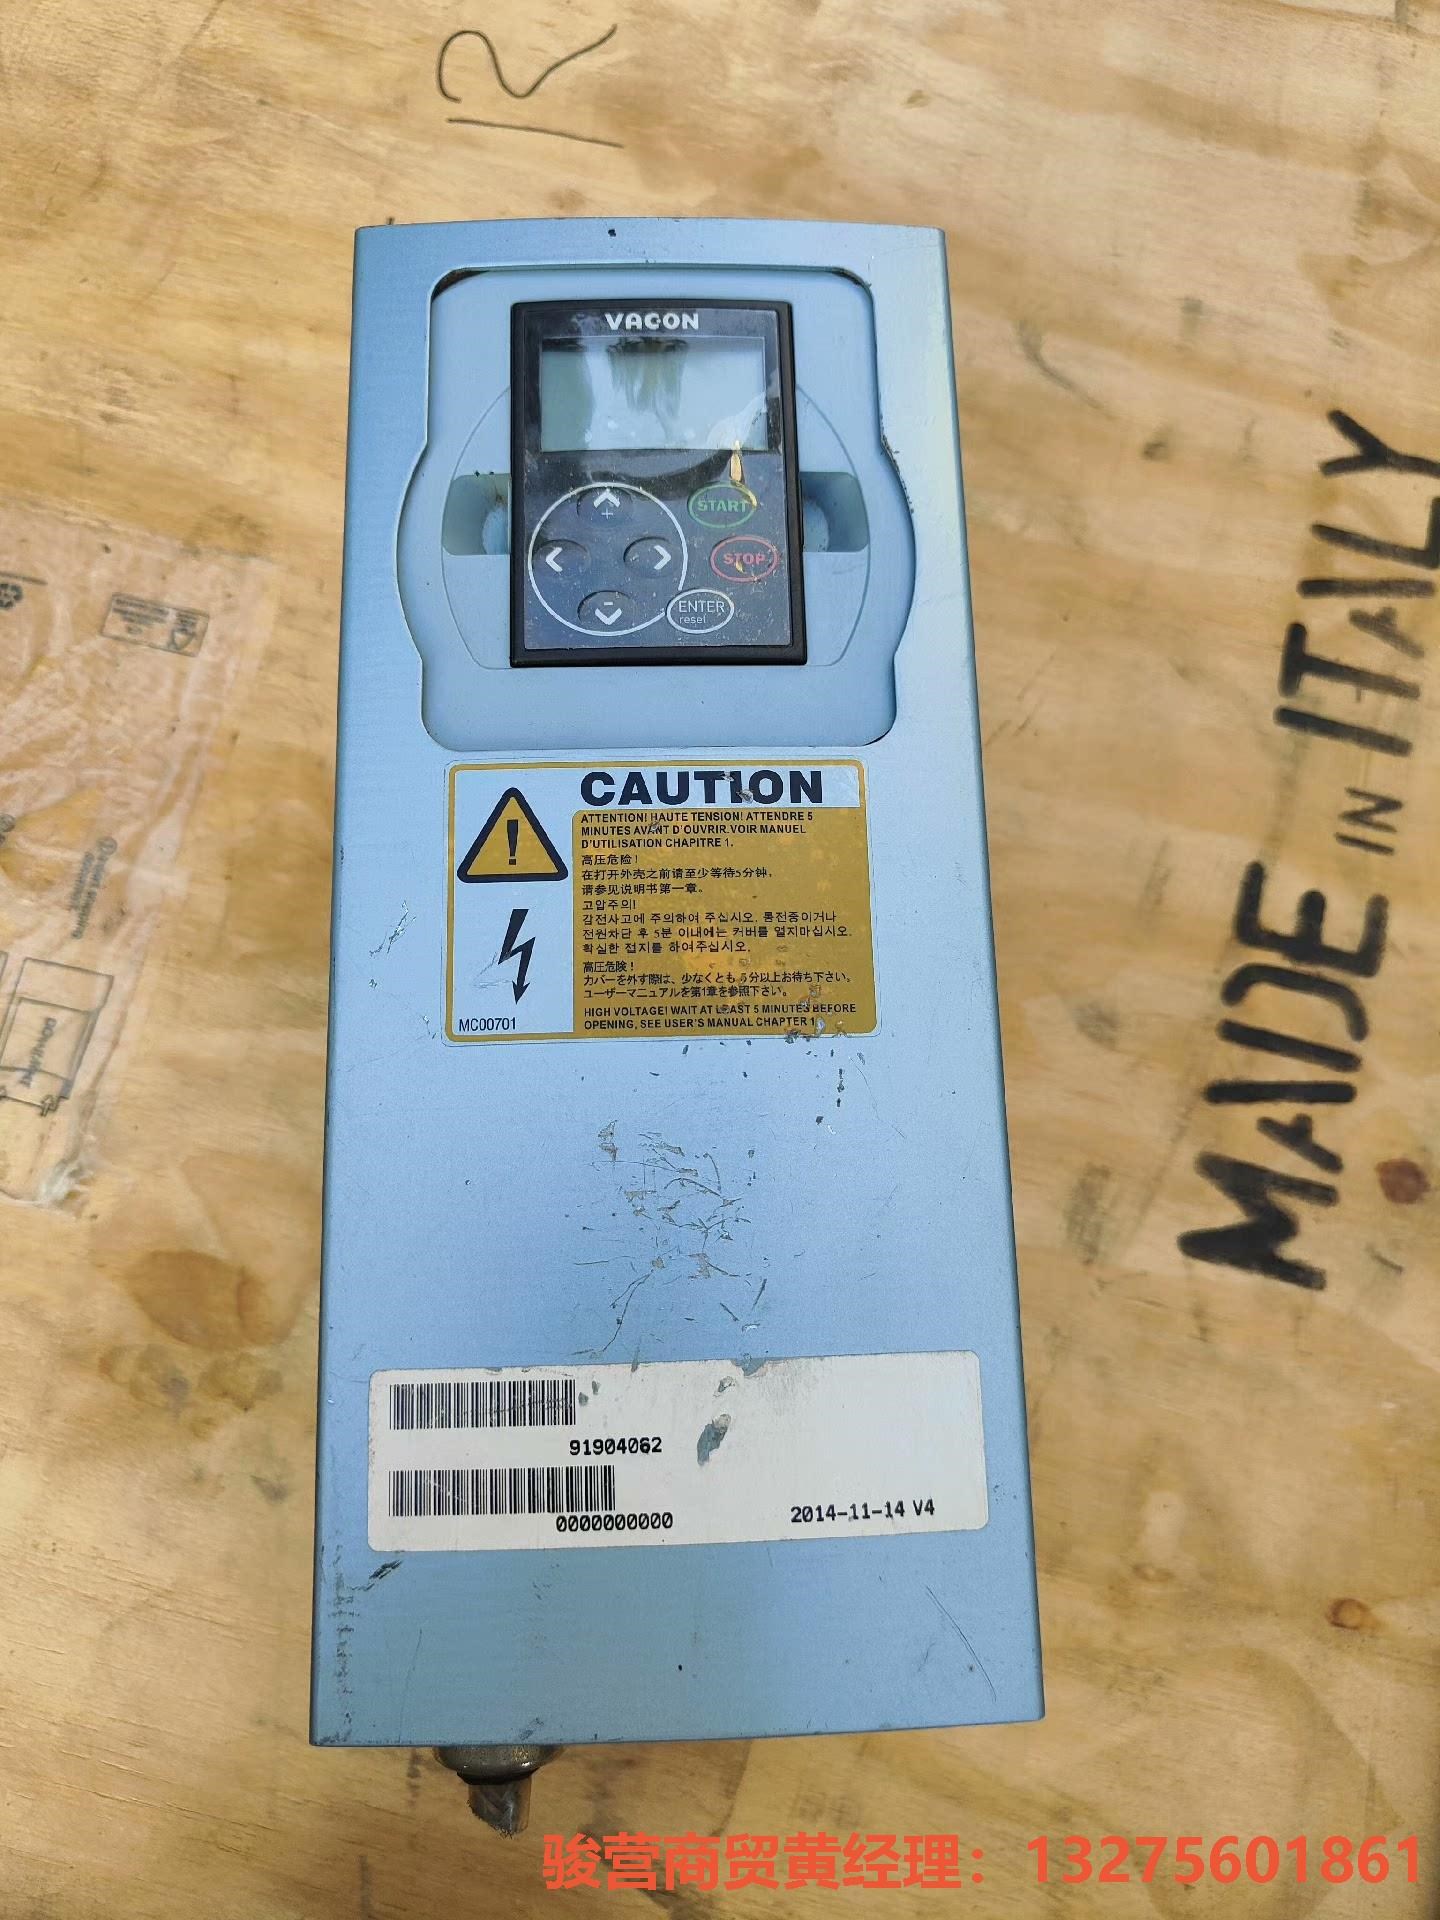 12
VACON
+
START
STOP
-
ENTER
reset
CAUTION
ATTENTION! HAUTE TENSION! ATTENDRE 5
MINUTES AVANT D'OUVRIR. VOIR MANUEL
D'UTILISATION CHAPITRE 1.
高压危险！
在打开外壳之前请至少等待5分钟，
请参见说明书第一章。
고압주의!
감전사고에 주의하여 주십시오. 통전중이거나
전원차단 후 5분 이내에는 커버를 열지마십시오.
확실한 접지를 하여주십시오.
高圧危険！
カバーを外す際は、少なくとも5分以上お待ち下さい。
ユーザーマニュアルを第1章を参照下さい。
HIGH VOLTAGE! WAIT AT LEAST 5 MINUTES BEFORE
OPENING, SEE USER'S MANUAL CHAPTER 1
MC00701
MADE IN ITALY
91904062
0000000000
2014-11-14 V4
骏营商贸黄经理：13275601861